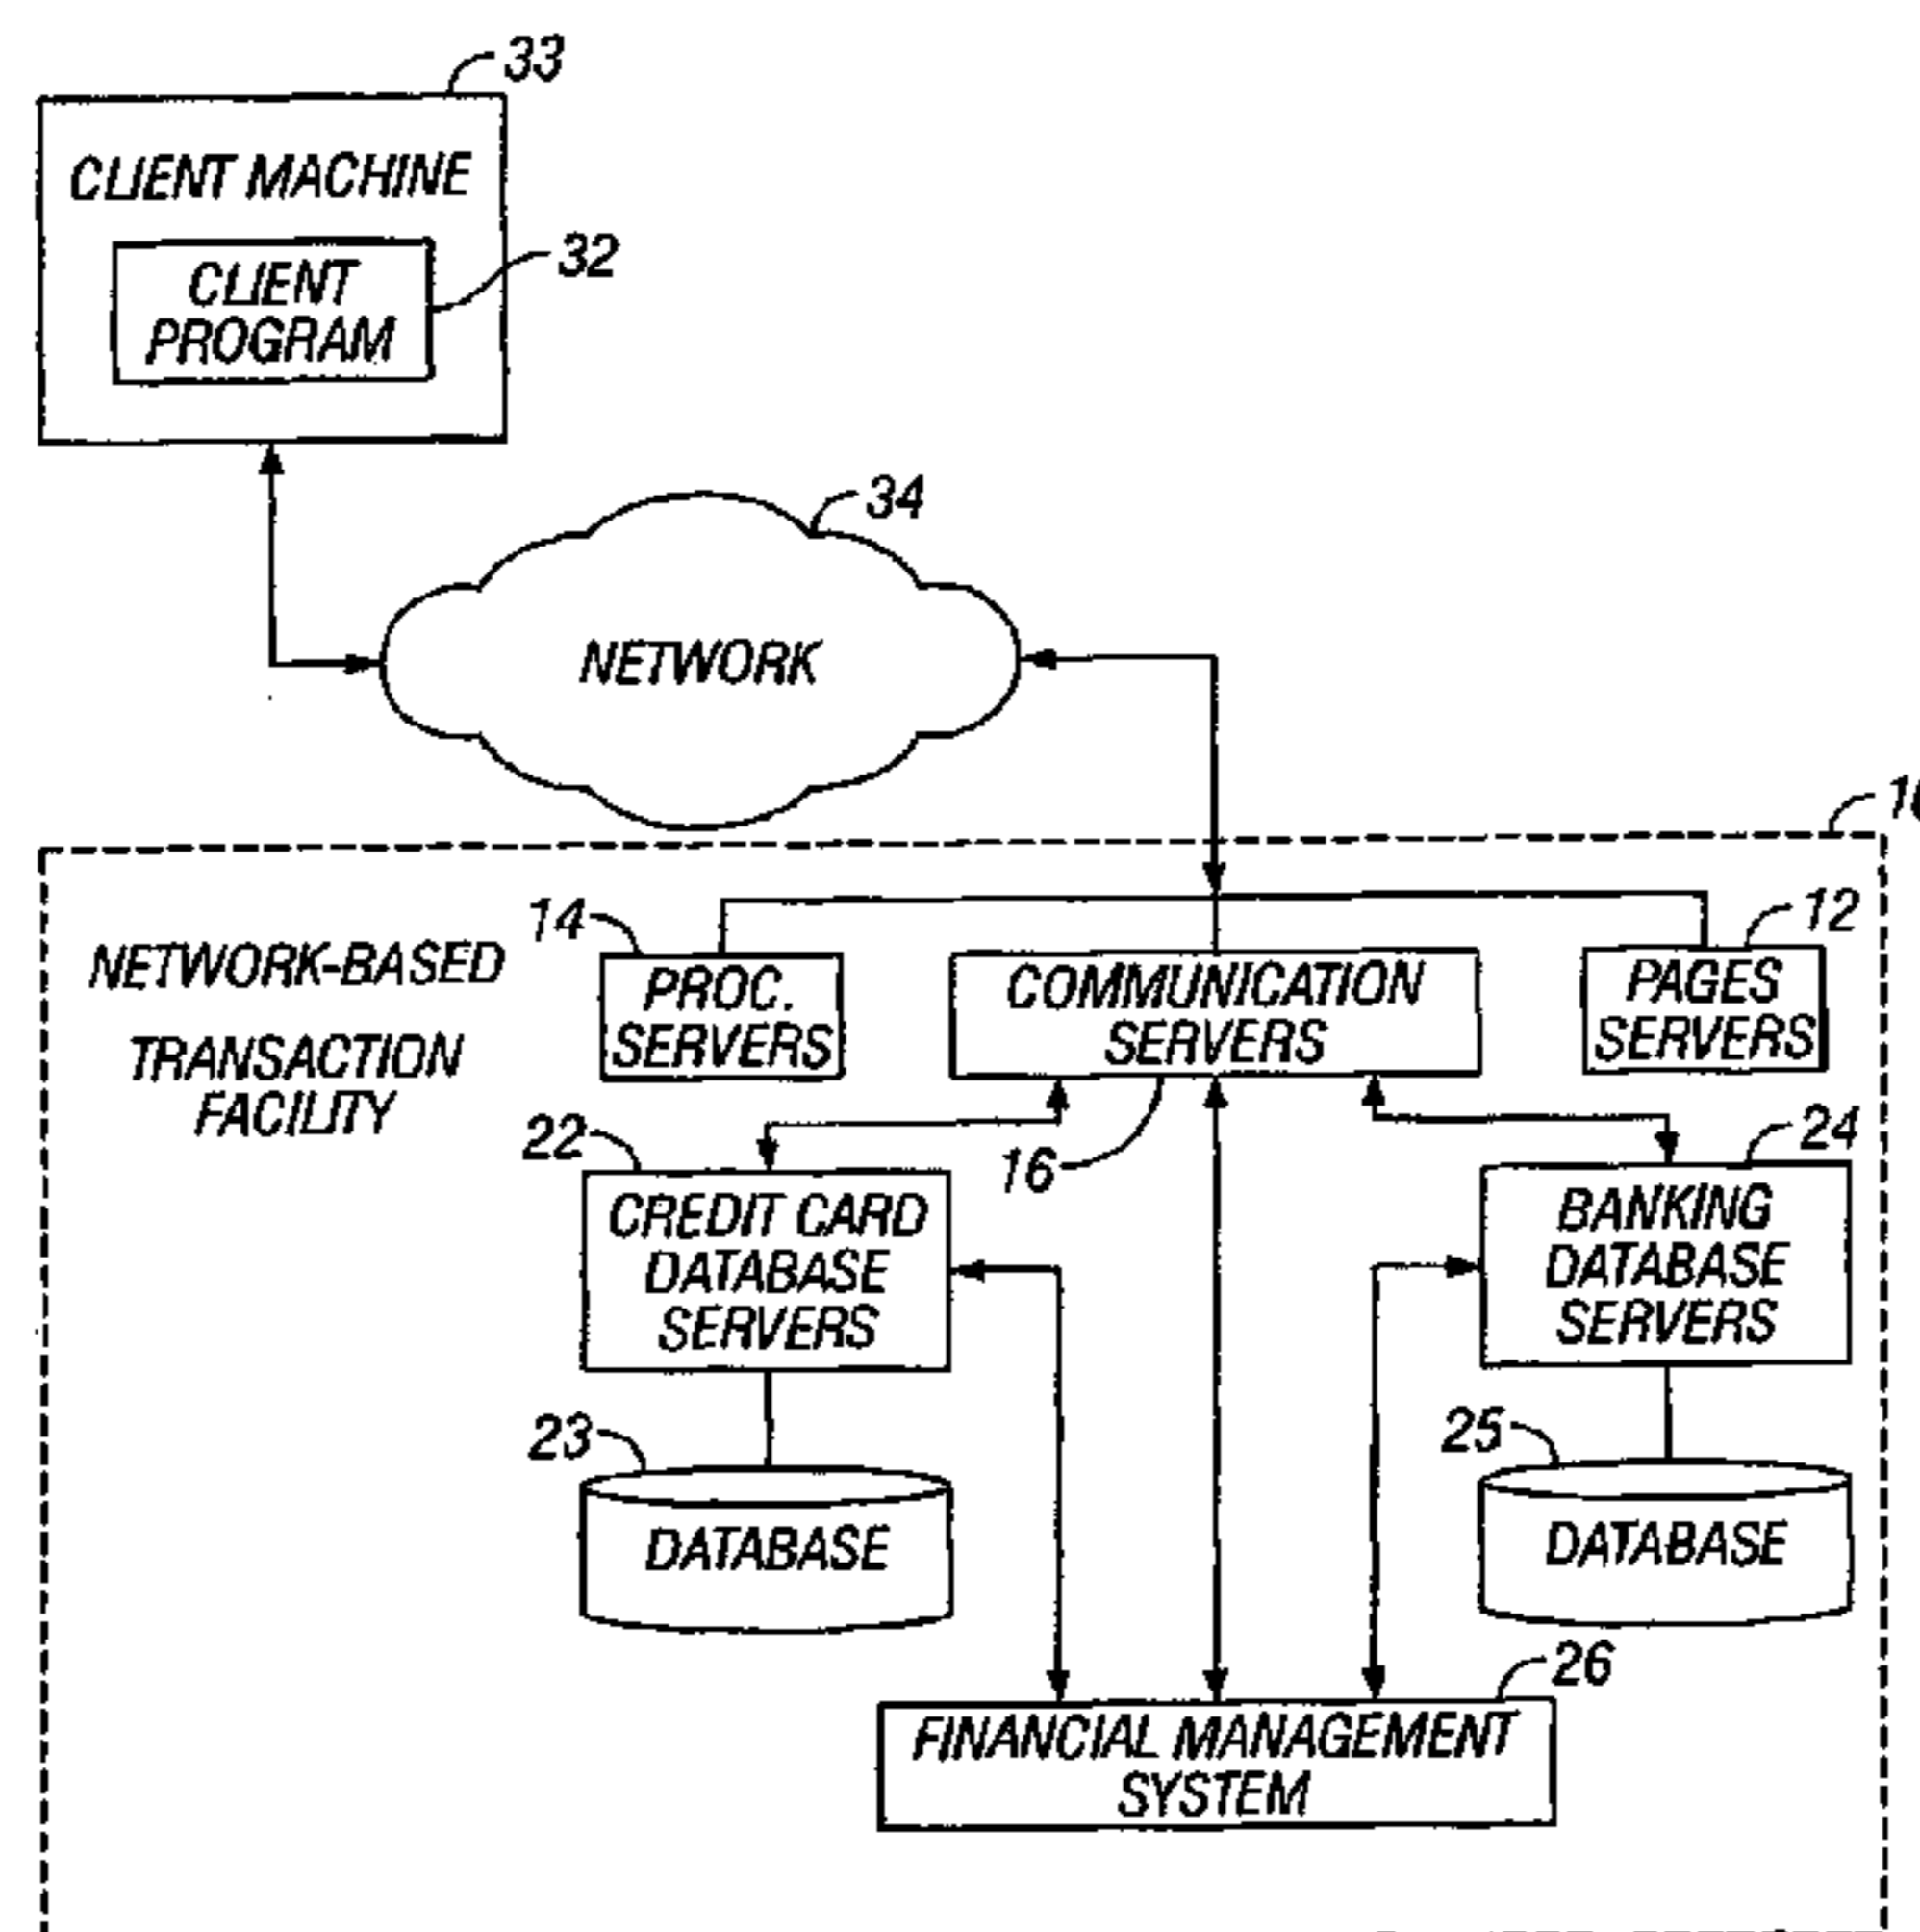 33
CLIENT MACHINE
32
CLIENT
PROGRAM
34
NETWORK
NETWORK-BASED
TRANSACTION
FACILITY
14
PROC.
SERVERS
COMMUNICATION
SERVERS
16
12
PAGES
SERVERS
22
CREDIT CARD
DATABASE
SERVERS
24
BANKING
DATABASE
SERVERS
23
DATABASE
25
DATABASE
26
FINANCIAL MANAGEMENT
SYSTEM